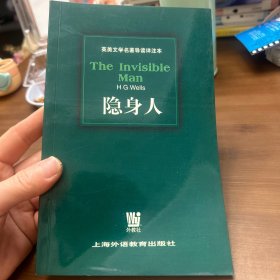 英美文学名著导读详注本
The Invisible
Man
H G Wells
隐身人
外教社
上海外语教育出版社